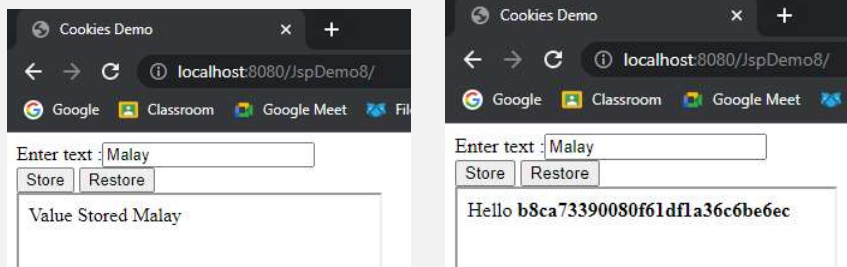 Cookies Demo
localhost:8080/JspDemo8/
Google Classroom Google Meet Fil
Enter text :Malay
Store Restore
Value Stored Malay
Cookies Demo
localhost:8080/JspDemo8/
Google Classroom Google Meet
Enter text :Malay
Store Restore
Hello b8ca73390080f61df1a36c6be6ec